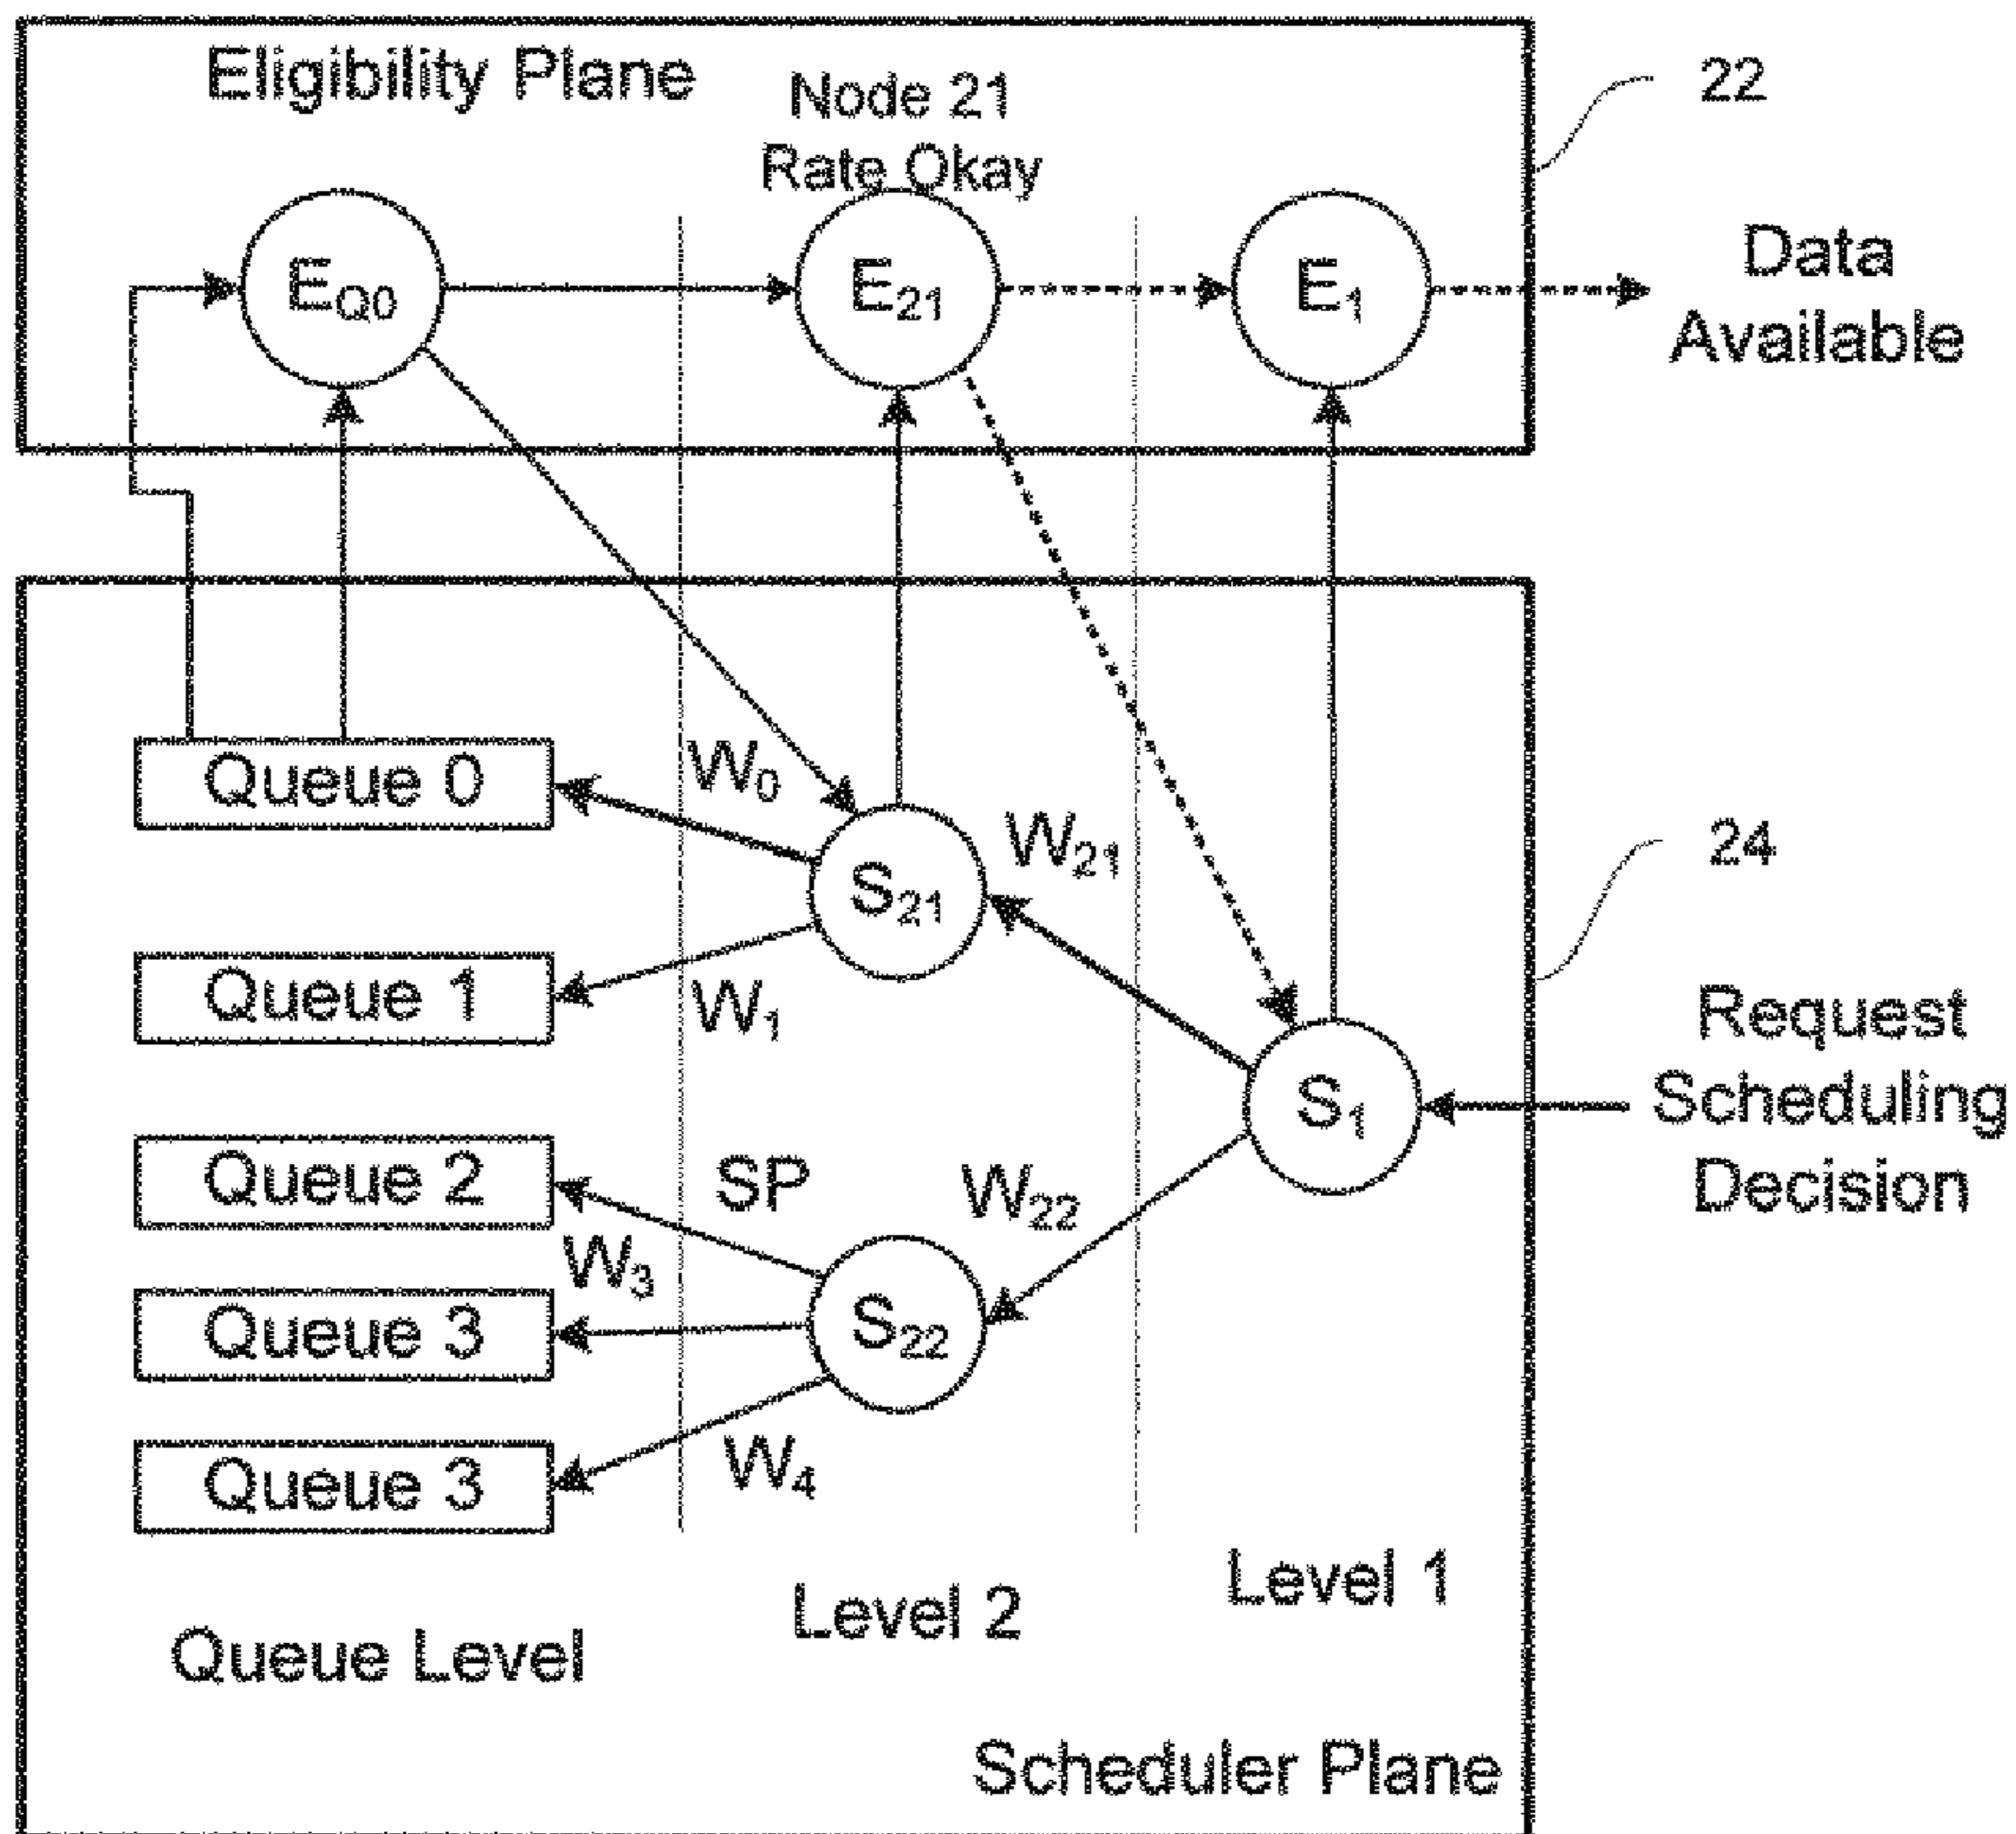 Eligibility Plane
Node 21
Rate Okay
22
EQ0
E21
E1
Data
Available
Queue 0
W0
W21
24
S21
Queue 1
W1
Request
Scheduling
Decision
S1
Queue 2
SP
W22
W3
Queue 3
S22
Queue 3
W4
Level 1
Level 2
Queue Level
Scheduler Plane